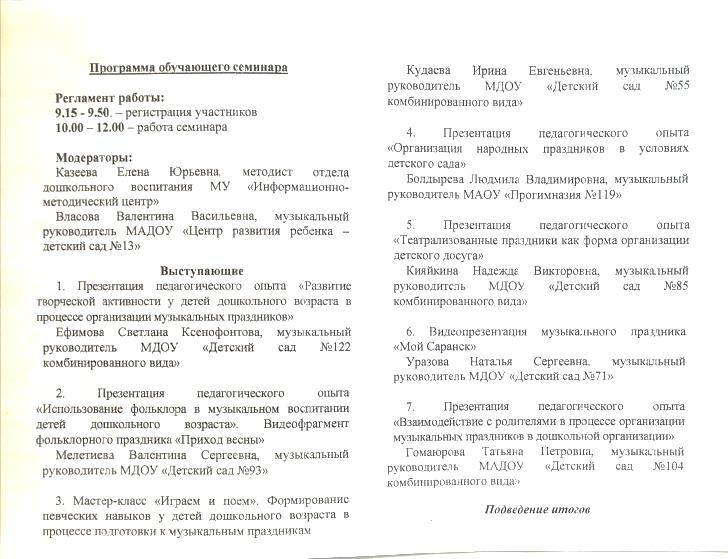 Программа обучающего семинара
Регламент работы:
9.15 - 9.50. – регистрация участников
10.00 – 12.00 – работа семинара
Модераторы:
Казеева Елена Юрьевна, методист отдела
дошкольного воспитания МУ «Информационно-
методический центр»
Власова Валентина Васильевна, музыкальный
руководитель МАДОУ «Центр развития ребенка –
детский сад №13»
Выступающие
1. Презентация педагогического опыта «Развитие
творческой активности у детей дошкольного возраста в
процессе организации музыкальных праздников»
Ефимова Светлана Ксенофонтова, музыкальный
руководитель МДОУ «Детский сад №122
комбинированного вида»
2. Презентация педагогического опыта
«Использование фольклора в музыкальном воспитании
детей дошкольного возраста». Видеофрагмент
фольклорного праздника «Приход весны»
Мелетиева Валентина Сергеевна, музыкальный
руководитель МДОУ «Детский сад №93»
3. Мастер-класс «Играем и поем». Формирование
певческих навыков у детей дошкольного возраста в
процессе подготовки к музыкальным праздникам
Кудаева Ирина Евгеньевна, музыкальный
руководитель МДОУ «Детский сад №55
комбинированного вида»
4. Презентация педагогического опыта
«Организация народных праздников в условиях
детского сада»
Болдырева Людмила Владимировна, музыкальный
руководитель МАОУ «Прогимназия №119»
5. Презентация педагогического опыта
«Театрализованные праздники как форма организации
детского досуга»
Кияйкина Надежда Викторовна, музыкальный
руководитель МДОУ «Детский сад №85
комбинированного вида»
6. Видеопрезентация музыкального праздника
«Мой Саранск»
Уразова Наталья Сергеевна, музыкальный
руководитель МДОУ «Детский сад №71»
7. Презентация педагогического опыта
«Взаимодействие с родителями в процессе организации
музыкальных праздников в дошкольной организации»
Гомаюрова Татьяна Петровна, музыкальный
руководитель МАДОУ «Детский сад №104
комбинированного вида»
Подведение итогов